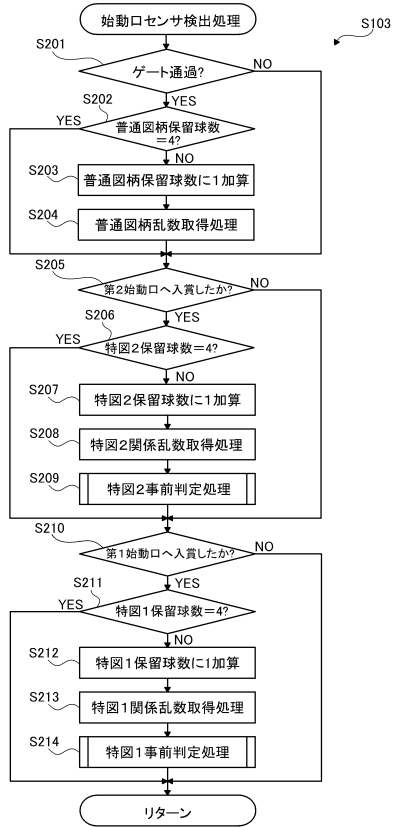 始動口センサ検出処理
S103
S201
ゲート通過?
NO
YES
S202
YES
普通図柄保留球数
=4?
NO
S203
普通図柄保留球数に1加算
S204
普通図柄乱数取得処理
S205
第2始動口へ入賞したか?
NO
YES
S206
YES
特図2保留球数=4?
NO
S207
特図2保留球数に1加算
S208
特図2関係乱数取得処理
S209
特図2事前判定処理
S210
第1始動口へ入賞したか?
NO
YES
S211
YES
特図1保留球数=4?
NO
S212
特図1保留球数に1加算
S213
特図1関係乱数取得処理
S214
特図1事前判定処理
リターン